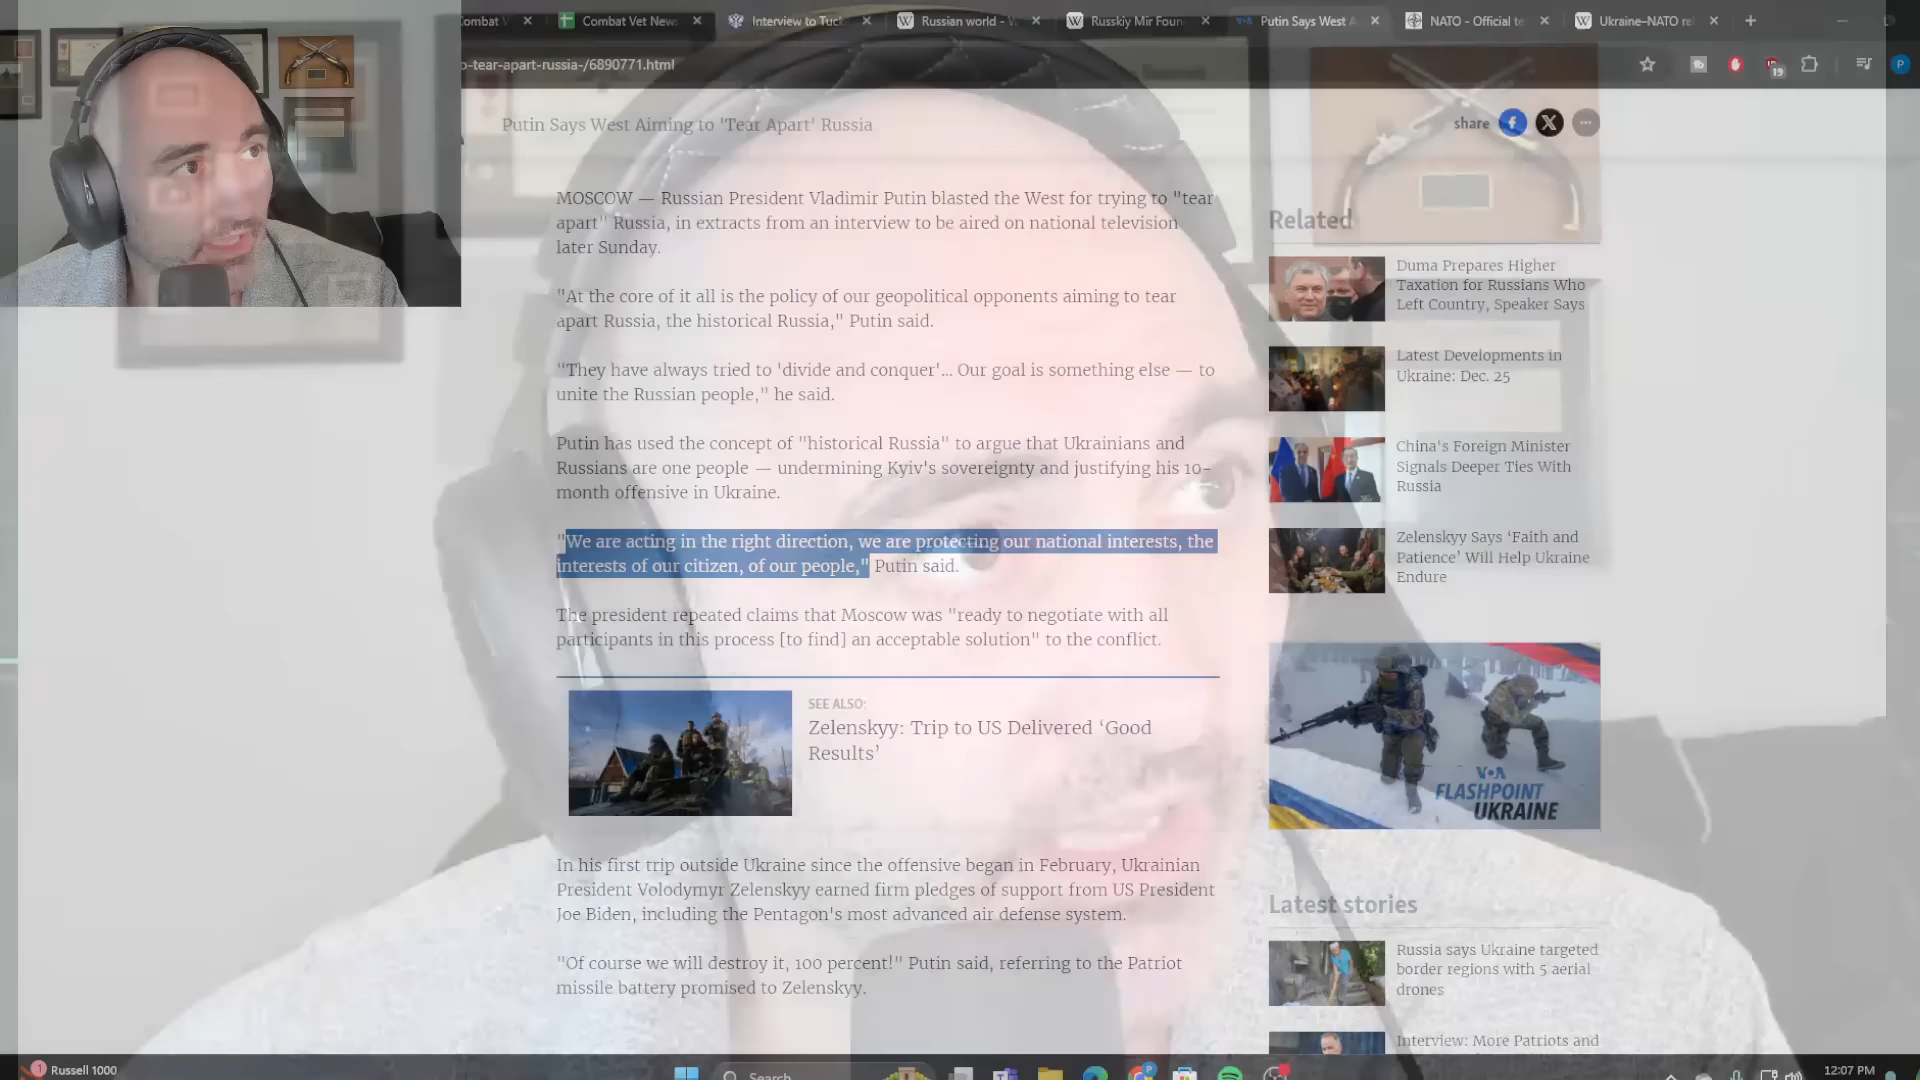 Combat V
Combat Vet News
Interview to Tuc
Russian world - W
Russkiy Mir Foun
Putin Says West A
NATO - Official te
Ukraine–NATO rel
o-tear-apart-russia-/6890771.html
19
P
Putin Says West Aiming to 'Tear Apart' Russia
share
MOSCOW — Russian President Vladimir Putin blasted the West for trying to "tear
apart" Russia, in extracts from an interview to be aired on national television
later Sunday.
"At the core of it all is the policy of our geopolitical opponents aiming to tear
apart Russia, the historical Russia," Putin said.
"They have always tried to 'divide and conquer'... Our goal is something else — to
unite the Russian people," he said.
Putin has used the concept of "historical Russia" to argue that Ukrainians and
Russians are one people — undermining Kyiv's sovereignty and justifying his 10-
month offensive in Ukraine.
"We are acting in the right direction, we are protecting our national interests, the
interests of our citizen, of our people," Putin said.
The president repeated claims that Moscow was "ready to negotiate with all
participants in this process [to find] an acceptable solution" to the conflict.
SEE ALSO:
Zelenskyy: Trip to US Delivered ‘Good
Results’
In his first trip outside Ukraine since the offensive began in February, Ukrainian
President Volodymyr Zelenskyy earned firm pledges of support from US President
Joe Biden, including the Pentagon's most advanced air defense system.
"Of course we will destroy it, 100 percent!" Putin said, referring to the Patriot
missile battery promised to Zelenskyy.
Related
Duma Prepares Higher
Taxation for Russians Who
Left Country, Speaker Says
Latest Developments in
Ukraine: Dec. 25
China's Foreign Minister
Signals Deeper Ties With
Russia
Zelenskyy Says ‘Faith and
Patience’ Will Help Ukraine
Endure
VOA
FLASHPOINT
UKRAINE
Latest stories
Russia says Ukraine targeted
border regions with 5 aerial
drones
Interview: More Patriots and
1
Russell 1000
Search
12:07 PM